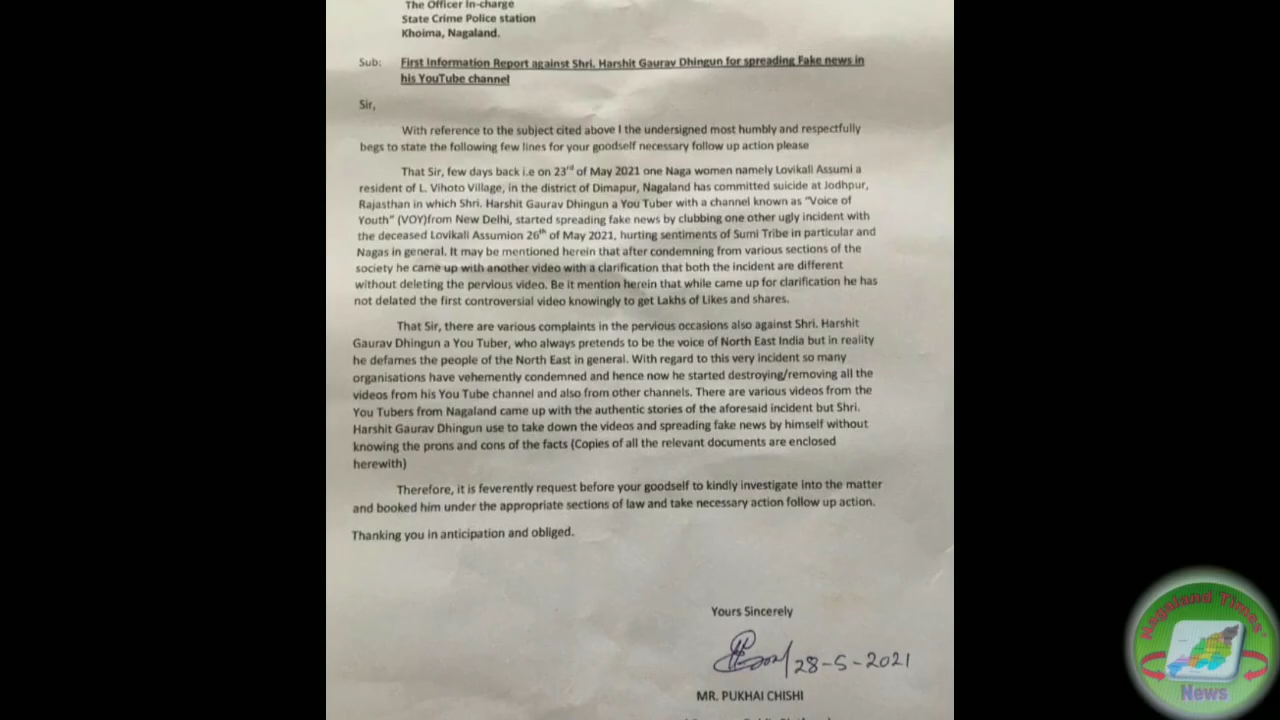 The Officer In-charge
State Crime Police station
Khoima, Nagaland.
Sub: First Information Report against Shri. Harshit Gaurav Dhingun for spreading Fake news in
his YouTube channel
Sir,
With reference to the subject cited above I the undersigned most humbly and respectfully
begs to state the following few lines for your goodself necessary follow up action please
That Sir, few days back i.e on 23rd of May 2021 one Naga women namely Lovikali Assumi a
resident of L. Vihoto Village, in the district of Dimapur, Nagaland has committed suicide at Jodhpur,
Rajasthan in which Shri. Harshit Gaurav Dhingun a You Tuber with a channel known as "Voice of
Youth" (VOY)from New Delhi, started spreading fake news by clubbing one other ugly incident with
the deceased Lovikali Assumion 26th of May 2021, hurting sentiments of Sumi Tribe in particular and
Nagas in general. It may be mentioned herein that after condemning from various sections of the
society he came up with another video with a clarification that both the incident are different
without deleting the pervious video. Be it mention herein that while came up for clarification he has
not delated the first controversial video knowingly to get Lakhs of Likes and shares.
That Sir, there are various complaints in the pervious occasions also against Shri. Harshit
Gaurav Dhingun a You Tuber, who always pretends to be the voice of North East India but in reality
he defames the people of the North East in general. With regard to this very incident so many
organisations have vehemently condemned and hence now he started destroying/removing all the
videos from his You Tube channel and also from other channels. There are various videos from the
You Tubers from Nagaland came up with the authentic stories of the aforesaid incident but Shri.
Harshit Gaurav Dhingun use to take down the videos and spreading fake news by himself without
knowing the prons and cons of the facts (Copies of all the relevant documents are enclosed
herewith)
Therefore, it is feverently request before your goodself to kindly investigate into the matter
and booked him under the appropriate sections of law and take necessary action follow up action.
Thanking you in anticipation and obliged.
Yours Sincerely
28-5-2021
MR. PUKHAI CHISHI
Nagaland Times'
News